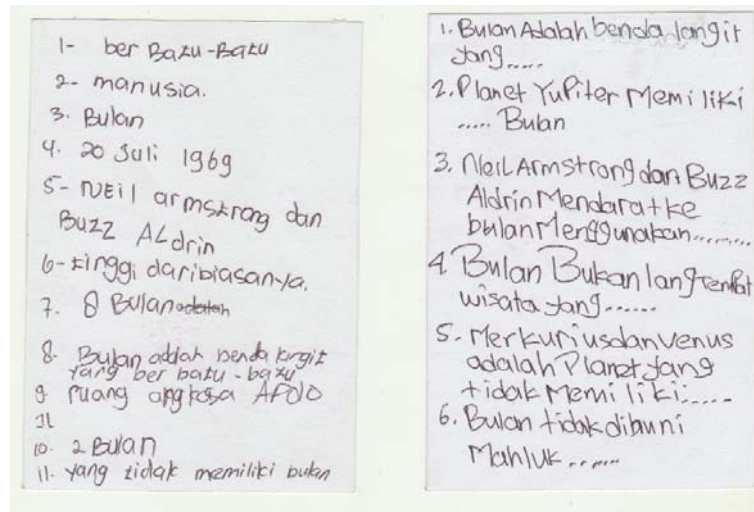 1- ber Batu-Batu
2- manusia.
3. Bulan
4. 20 Juli 1969
5- NEil armstrong dan
Buzz ALdrin
6- tinggi dari biasanya.
7. 8 Bulan adalah
8. Bulan adalah benda langit
yang ber batu-batu
9 ruang angkasa APOlO
11
10. 2 Bulan
11. yang tidak memiliki bulan
1. Bulan Adalah benda langit
yang.....
2. Planet YuPiter Memiliki
..... Bulan
3. Neil Armstrong dan Buzz
Aldrin Mendarat ke
bulan Menggunakan.........
4. Bulan Bukan lang tempat
wisata yang......
5. Merkurius dan venus
adalah Planet yang
tidak Memiliki.....
6. Bulan tidak dihuni
Mahluk......